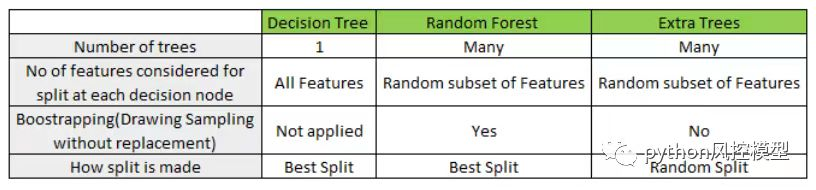 Decision Tree Random Forest Extra Trees
Number of trees 1 Many Many
No of features considered for
split at each decision node All Features Random subset of Features Random subset of Features
Boostrapping(Drawing Sampling
without replacement) Not applied Yes No
How split is made Best Split Best Split Random Split
python风控模型